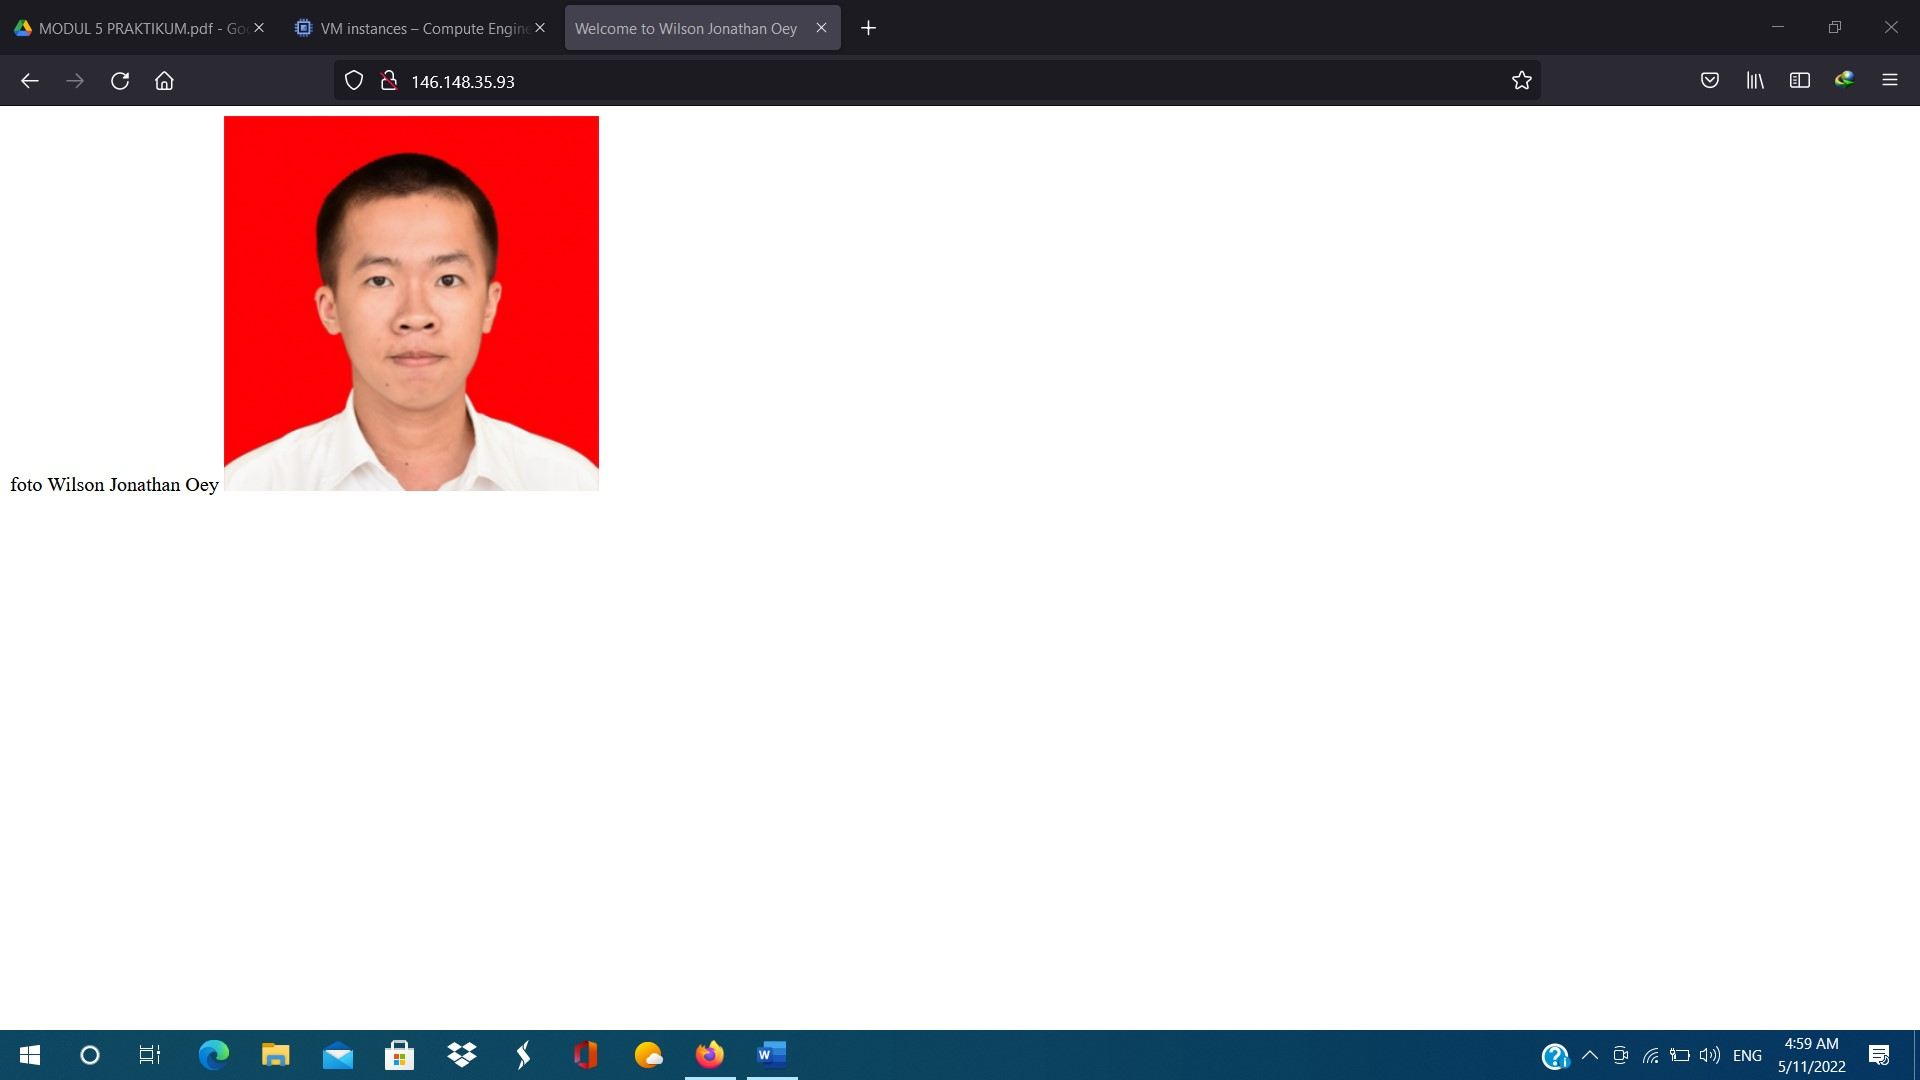 MODUL 5 PRAKTIKUM.pdf - Go
VM instances – Compute Engine
Welcome to Wilson Jonathan Oey
146.148.35.93
foto Wilson Jonathan Oey
W
ENG
4:59 AM
5/11/2022